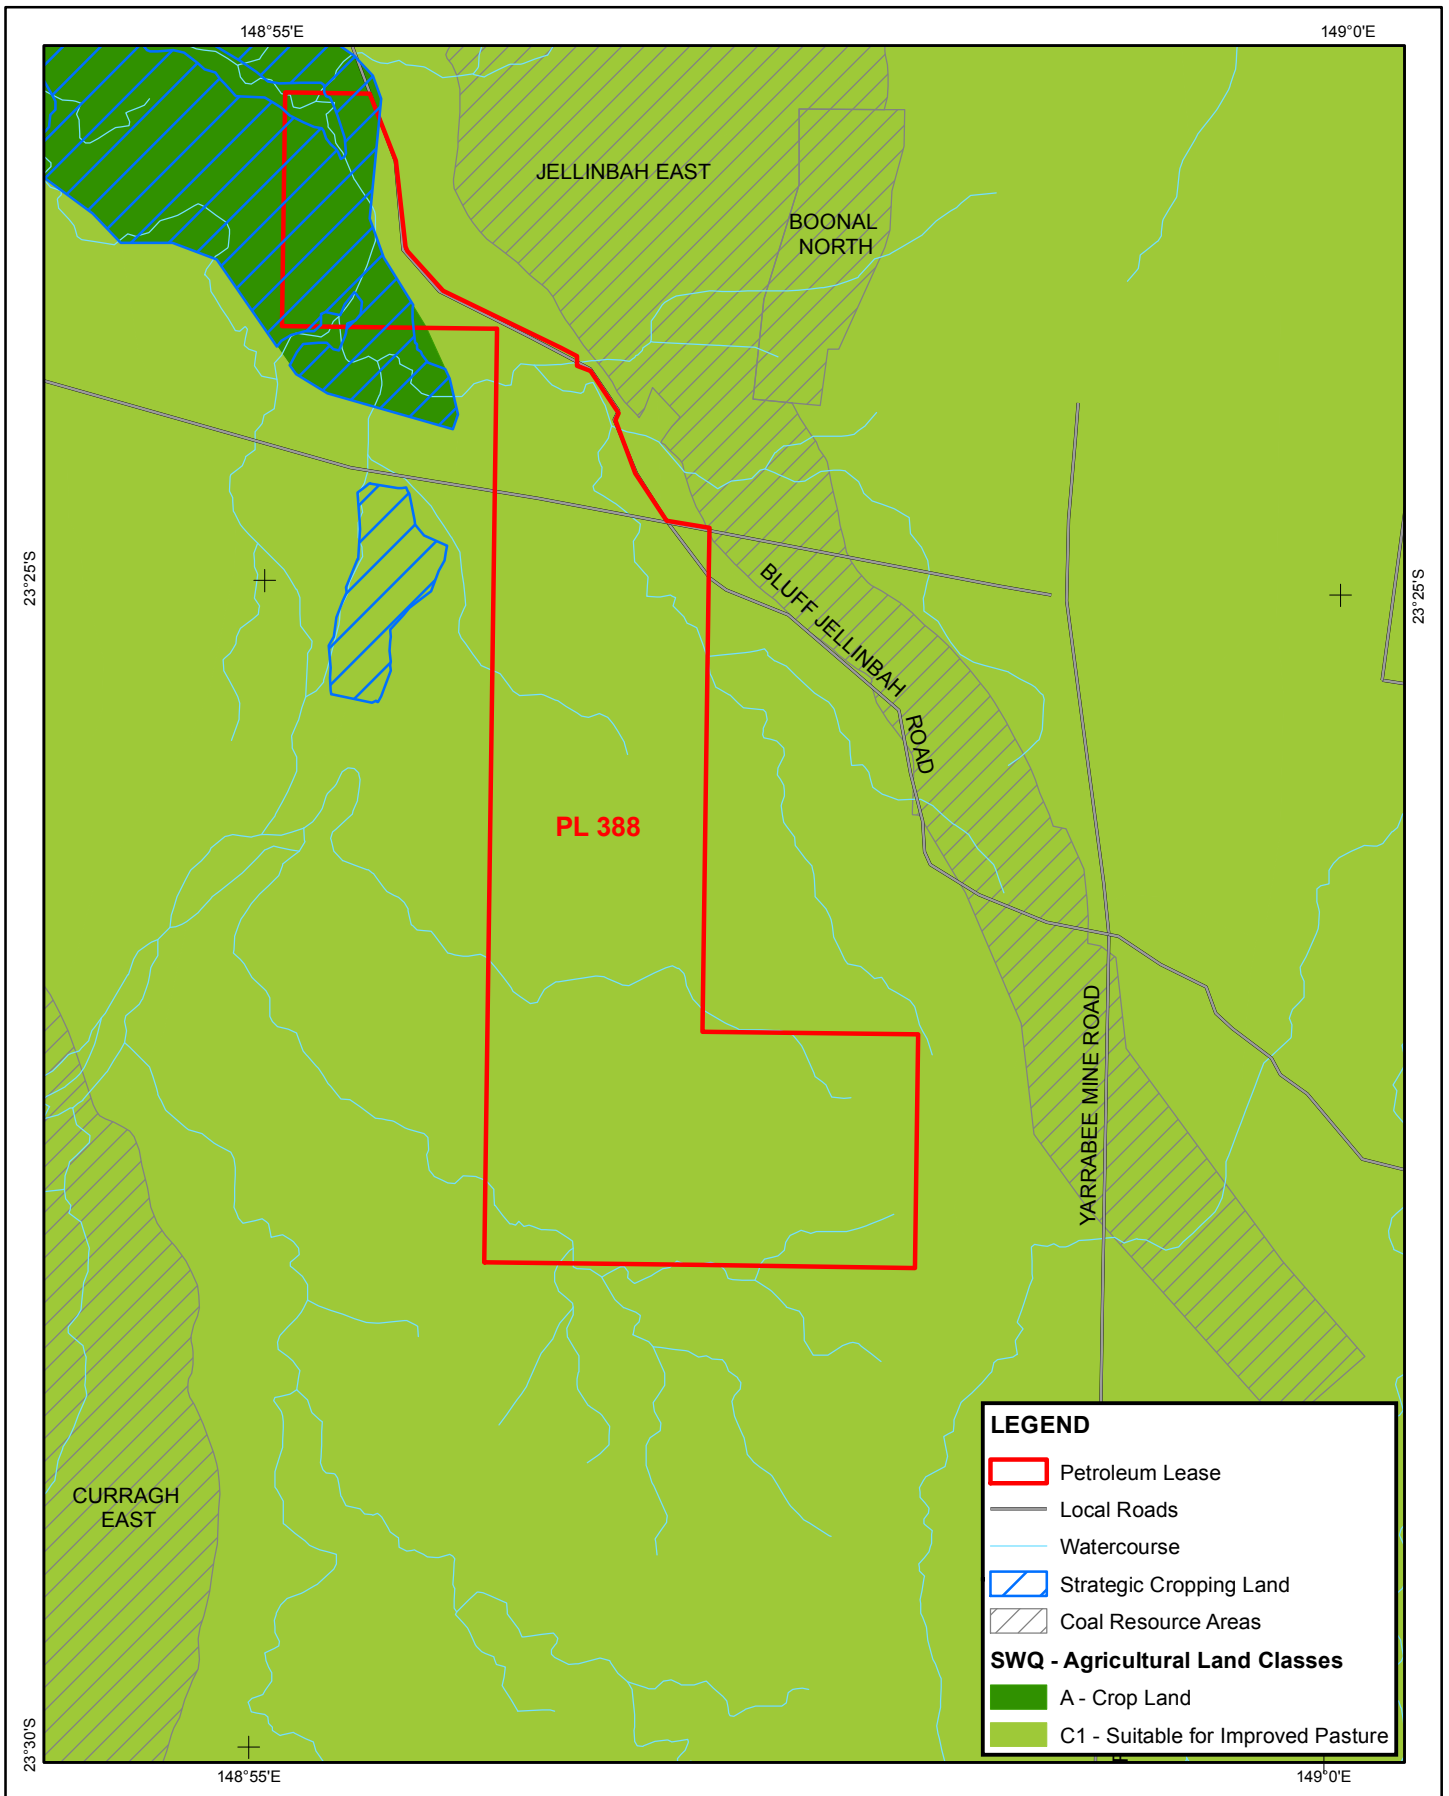 148°55'E
149°0'E
JELLINBAH EAST
BOONAL
NORTH
23°25'S
23°25'S
BLUFF JELLINBAH
ROAD
PL 388
YARRABEE MINE ROAD
CURRAGH
EAST
LEGEND
Petroleum Lease
Local Roads
Watercourse
Strategic Cropping Land
Coal Resource Areas
SWQ - Agricultural Land Classes
A - Crop Land
C1 - Suitable for Improved Pasture
23°30'S
148°55'E
149°0'E